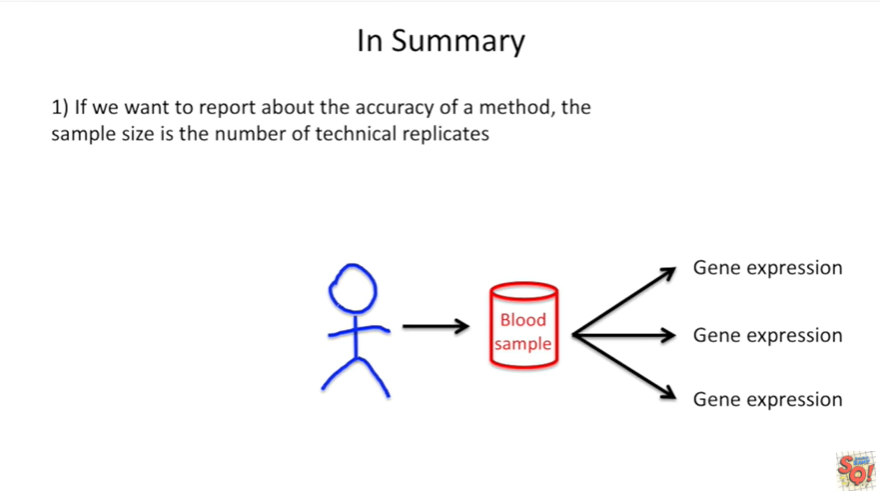 In Summary
1) If we want to report about the accuracy of a method, the
sample size is the number of technical replicates
Gene expression
Blood
sample
Gene expression
Gene expression
SQ!